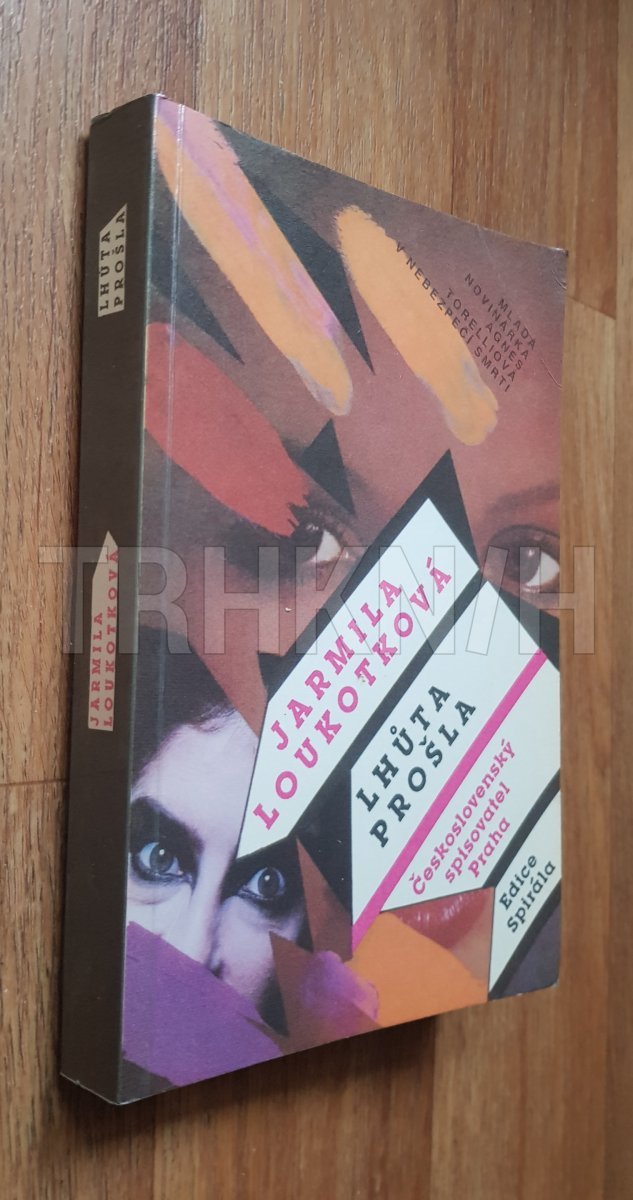 LHŮTA
PROŠLA
JARMILA
LOUKOTKOVÁ
MLADÁ
NOVINÁŘKA
AGNES
TORELLIOVÁ
V NEBEZPEČÍ SMRTI
JARMILA
LOUKOTKOVÁ
LHŮTA
PROŠLA
Československý
spisovatel
Praha
Edice
Spirála
TRHKNIH